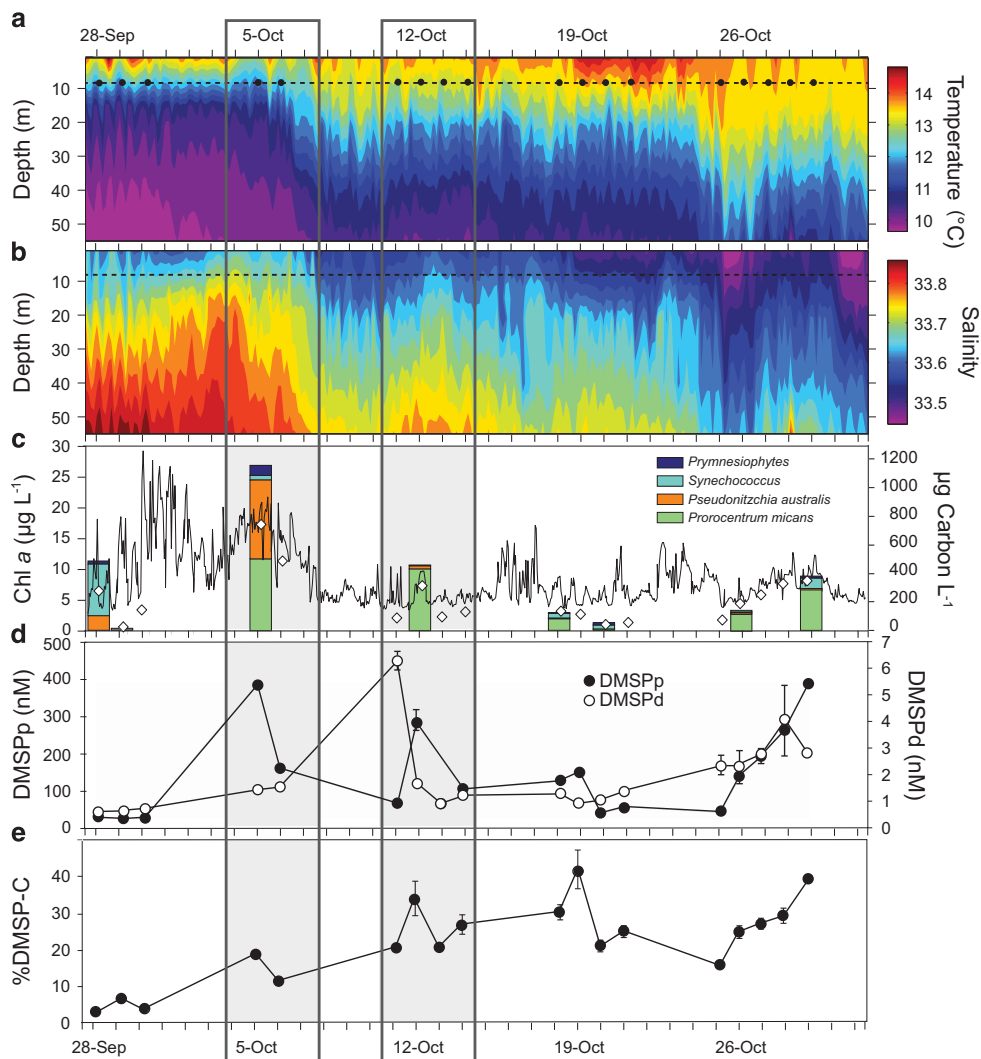 a
28-Sep 5-Oct 12-Oct 19-Oct 26-Oct
Depth (m)
10
20
30
40
50
14
13
12
11
10
Temperature (°C)
b
Depth (m)
10
20
30
40
50
33.8
33.7
33.6
33.5
Salinity
c
Chl a (µg L-1)
30
25
20
15
10
5
0
Prymnesiophytes
Synechococcus
Pseudonitzchia australis
Prorocentrum micans
1200
1000
800
600
400
200
0
µg Carbon L-1
d
DMSPp (nM)
500
400
300
200
100
0
DMSPp
DMSPd
7
6
5
4
3
2
1
0
DMSPd (nM)
e
%DMSP-C
40
30
20
10
0
28-Sep 5-Oct 12-Oct 19-Oct 26-Oct